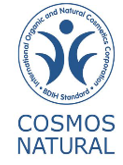 International Organic and Natural Cosmetics Corporation
• BDIH Standard •
COSMOS
NATURAL